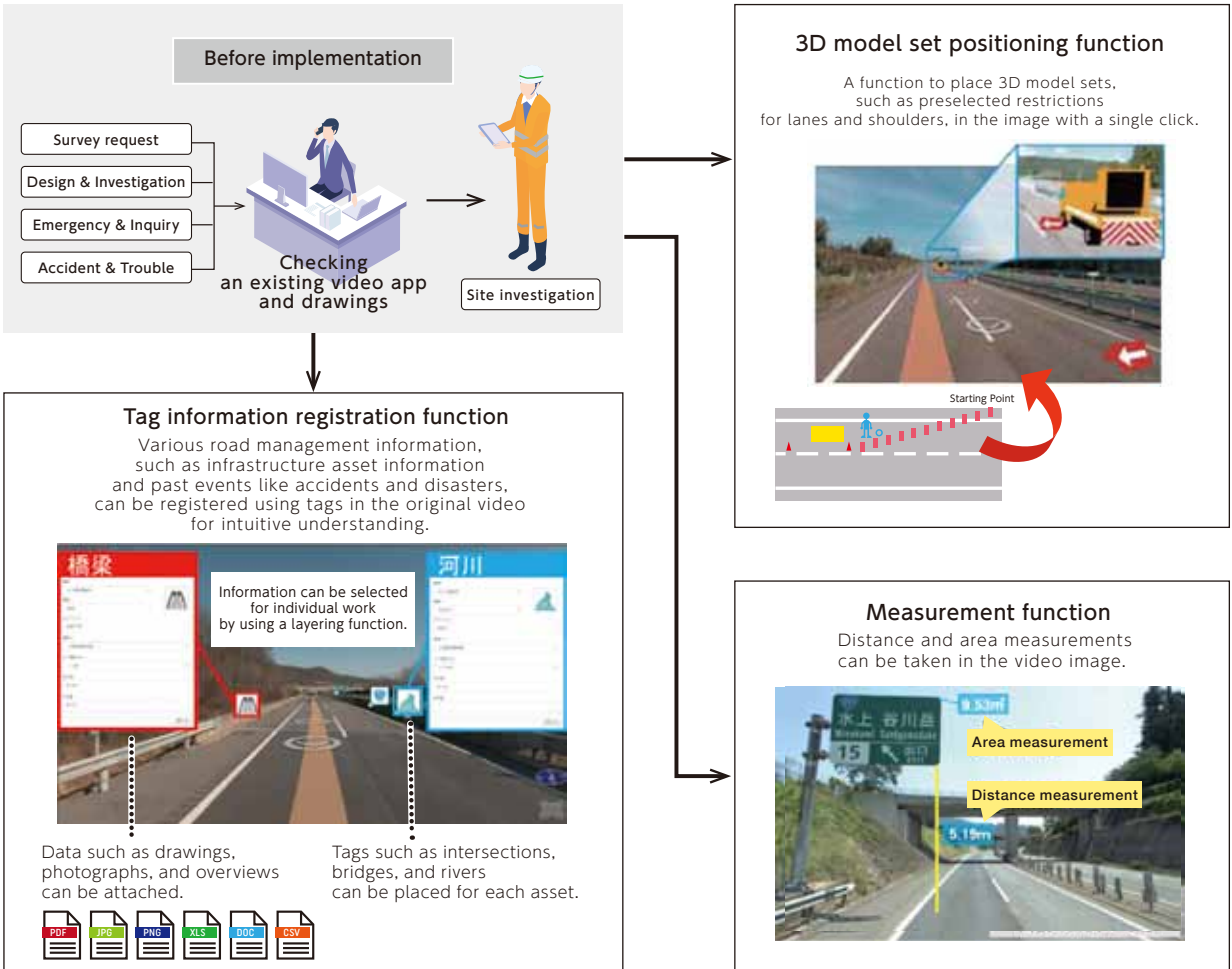 Before implementation
Survey request
Design & Investigation
Emergency & Inquiry
Accident & Trouble
Checking
an existing video app
and drawings
Site investigation
3D model set positioning function
A function to place 3D model sets,
such as preselected restrictions
for lanes and shoulders, in the image with a single click.
Starting Point
Tag information registration function
Various road management information,
such as infrastructure asset information
and past events like accidents and disasters,
can be registered using tags in the original video
for intuitive understanding.
橋梁
Information can be selected
for individual work
by using a layering function.
河川
Data such as drawings,
photographs, and overviews
can be attached.
Tags such as intersections,
bridges, and rivers
can be placed for each asset.
PDF
JPG
PNG
XLS
DOC
CSV
Measurement function
Distance and area measurements
can be taken in the video image.
水上 谷川岳
15 出口
9.53㎡
Area measurement
Distance measurement
5.19m